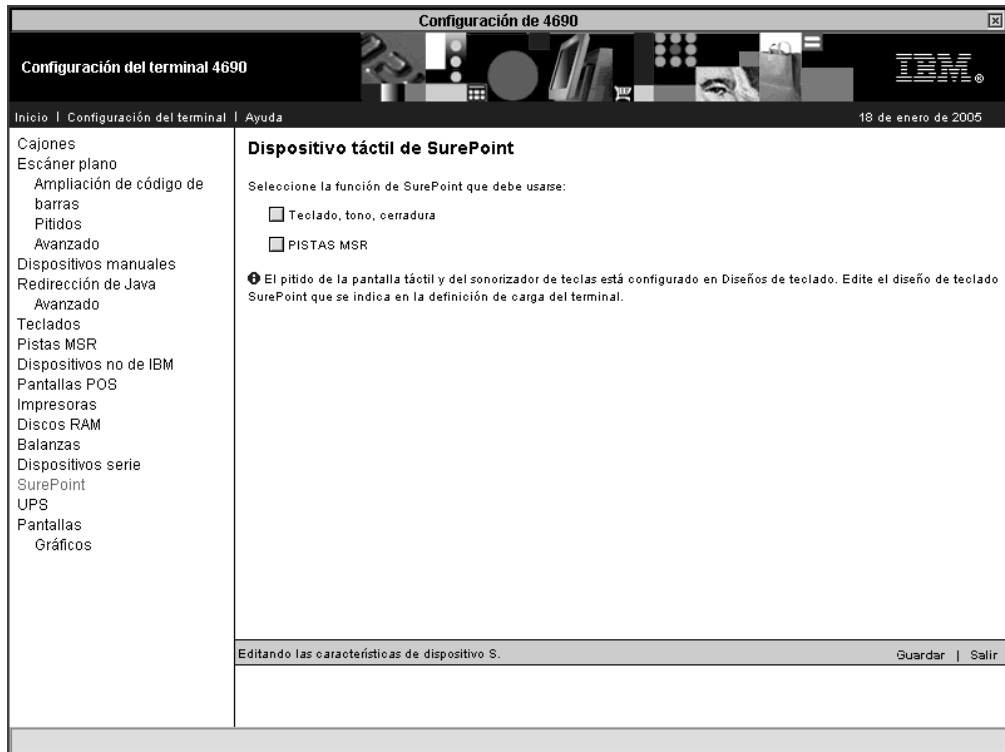 Configuración de 4690
Configuración del terminal 4690
IBM®
Inicio | Configuración del terminal | Ayuda
18 de enero de 2005
Cajones
Escáner plano
Ampliación de código de
barras
Pitidos
Avanzado
Dispositivos manuales
Redirección de Java
Avanzado
Teclados
Pistas MSR
Dispositivos no de IBM
Pantallas POS
Impresoras
Discos RAM
Balanzas
Dispositivos serie
SurePoint
UPS
Pantallas
Gráficos
Dispositivo táctil de SurePoint
Seleccione la función de SurePoint que debe usarse:
Teclado, tono, cerradura
PISTAS MSR
El pitido de la pantalla táctil y del sonorizador de teclas está configurado en Diseños de teclado. Edite el diseño de teclado
SurePoint que se indica en la definición de carga del terminal.
Editando las características de dispositivo S.
Guardar | Salir